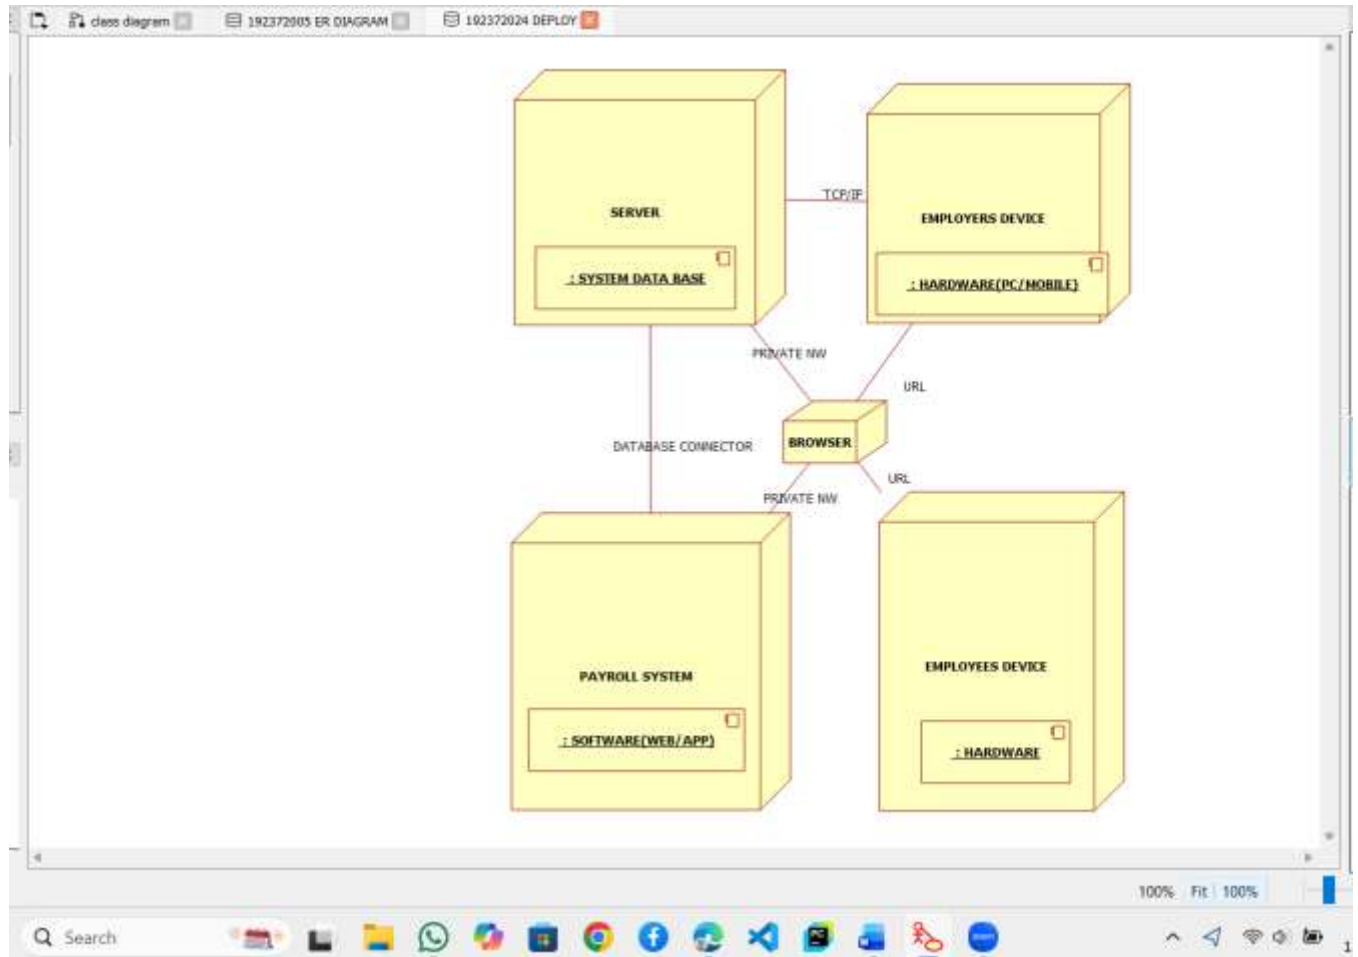 class diagram
192372005 ER DIAGRAM
192372024 DEPLOY
SERVER
: SYSTEM DATA BASE
TCP/IP
EMPLOYERS DEVICE
: HARDWARE(PC/MOBILE)
PRIVATE NW
URL
DATABASE CONNECTOR
BROWSER
PRIVATE NW
URL
PAYROLL SYSTEM
: SOFTWARE(WEB/APP)
EMPLOYEES DEVICE
: HARDWARE
100% Fit 100%
Search
1